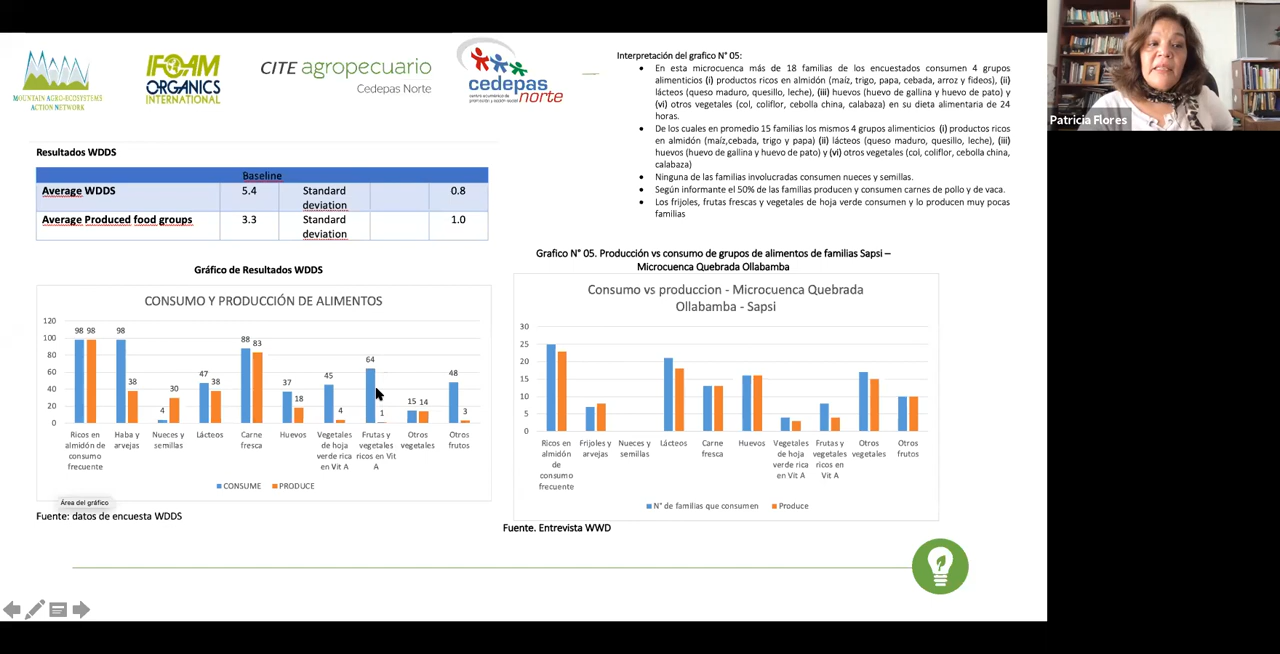 MOUNTAIN AGRO-ECOSYSTEMS
ACTION NETWORK
IFOAM
ORGANICS
INTERNATIONAL
CITE agropecuario
Cedepas Norte
cedepas
norte
Resultados WDDS
Baseline
Average WDDS 5.4 Standard deviation 0.8
Average Produced food groups 3.3 Standard deviation 1.0
Gráfico de Resultados WDDS
CONSUMO Y PRODUCCIÓN DE ALIMENTOS
120
100
80
60
40
20
0
98 98 98 38 4 30 47 38 88 83 37 18 45 4 64 1 15 14 48 3
Ricos en almidón de consumo frecuente
Haba y arvejas
Nueces y semillas
Lácteos
Carne fresca
Huevos
Vegetales de hoja verde rica en Vit A
Frutas y vegetales ricos en Vit A
Otros vegetales
Otros frutos
CONSUME PRODUCE
Área del gráfico
Fuente: datos de encuesta WDDS
Interpretación del grafico N° 05:
• En esta microcuenca más de 18 familias de los encuestados consumen 4 grupos
alimenticios (i) productos ricos en almidón (maíz, trigo, papa, cebada, arroz y fideos), (ii)
lácteos (queso maduro, quesillo, leche), (iii) huevos (huevo de gallina y huevo de pato) y
(vi) otros vegetales (col, coliflor, cebolla china, calabaza) en su dieta alimentaria de 24
horas.
• De los cuales en promedio 15 familias los mismos 4 grupos alimenticios (i) productos ricos
en almidón (maíz,cebada, trigo y papa) (ii) lácteos (queso maduro, quesillo, leche), (iii)
huevos (huevo de gallina y huevo de pato) y (vi) otros vegetales (col, coliflor, cebolla china,
calabaza)
• Ninguna de las familias involucradas consumen nueces y semillas.
• Según informante el 50% de las familias producen y consumen carnes de pollo y de vaca.
• Los frijoles, frutas frescas y vegetales de hoja verde consumen y lo producen muy pocas
familias
Grafico N° 05. Producción vs consumo de grupos de alimentos de familias Sapsi –
Microcuenca Quebrada Ollabamba
Consumo vs produccion - Microcuenca Quebrada
Ollabamba - Sapsi
30
25
20
15
10
5
0
Ricos en almidón de consumo frecuente
Frijoles y arvejas
Nueces y semillas
Lácteos
Carne fresca
Huevos
Vegetales de hoja verde rica en Vit A
Frutas y vegetales ricos en Vit A
Otros vegetales
Otros frutos
N° de familias que consumen Produce
Fuente. Entrevista WWD
Patricia Flores